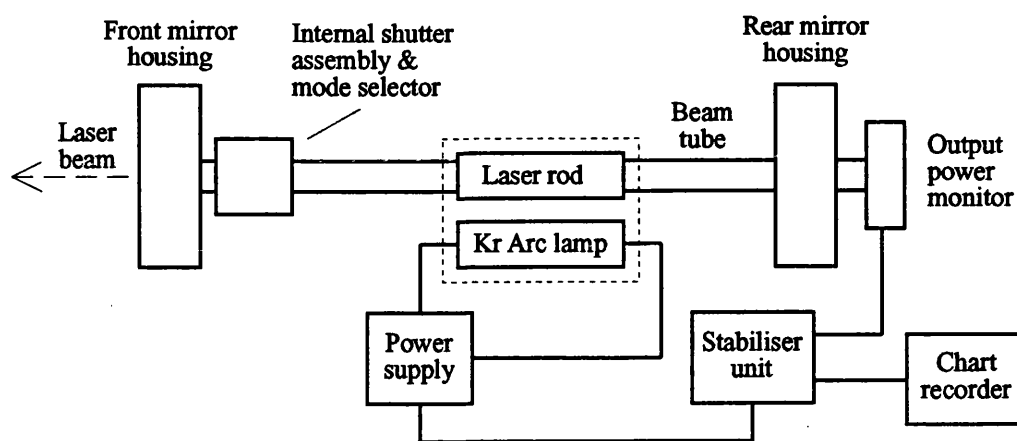 Front mirror
housing
Internal shutter
assembly &
mode selector
Rear mirror
housing
Laser
beam
Beam
tube
Output
power
monitor
Laser rod
Kr Arc lamp
Power
supply
Stabiliser
unit
Chart
recorder